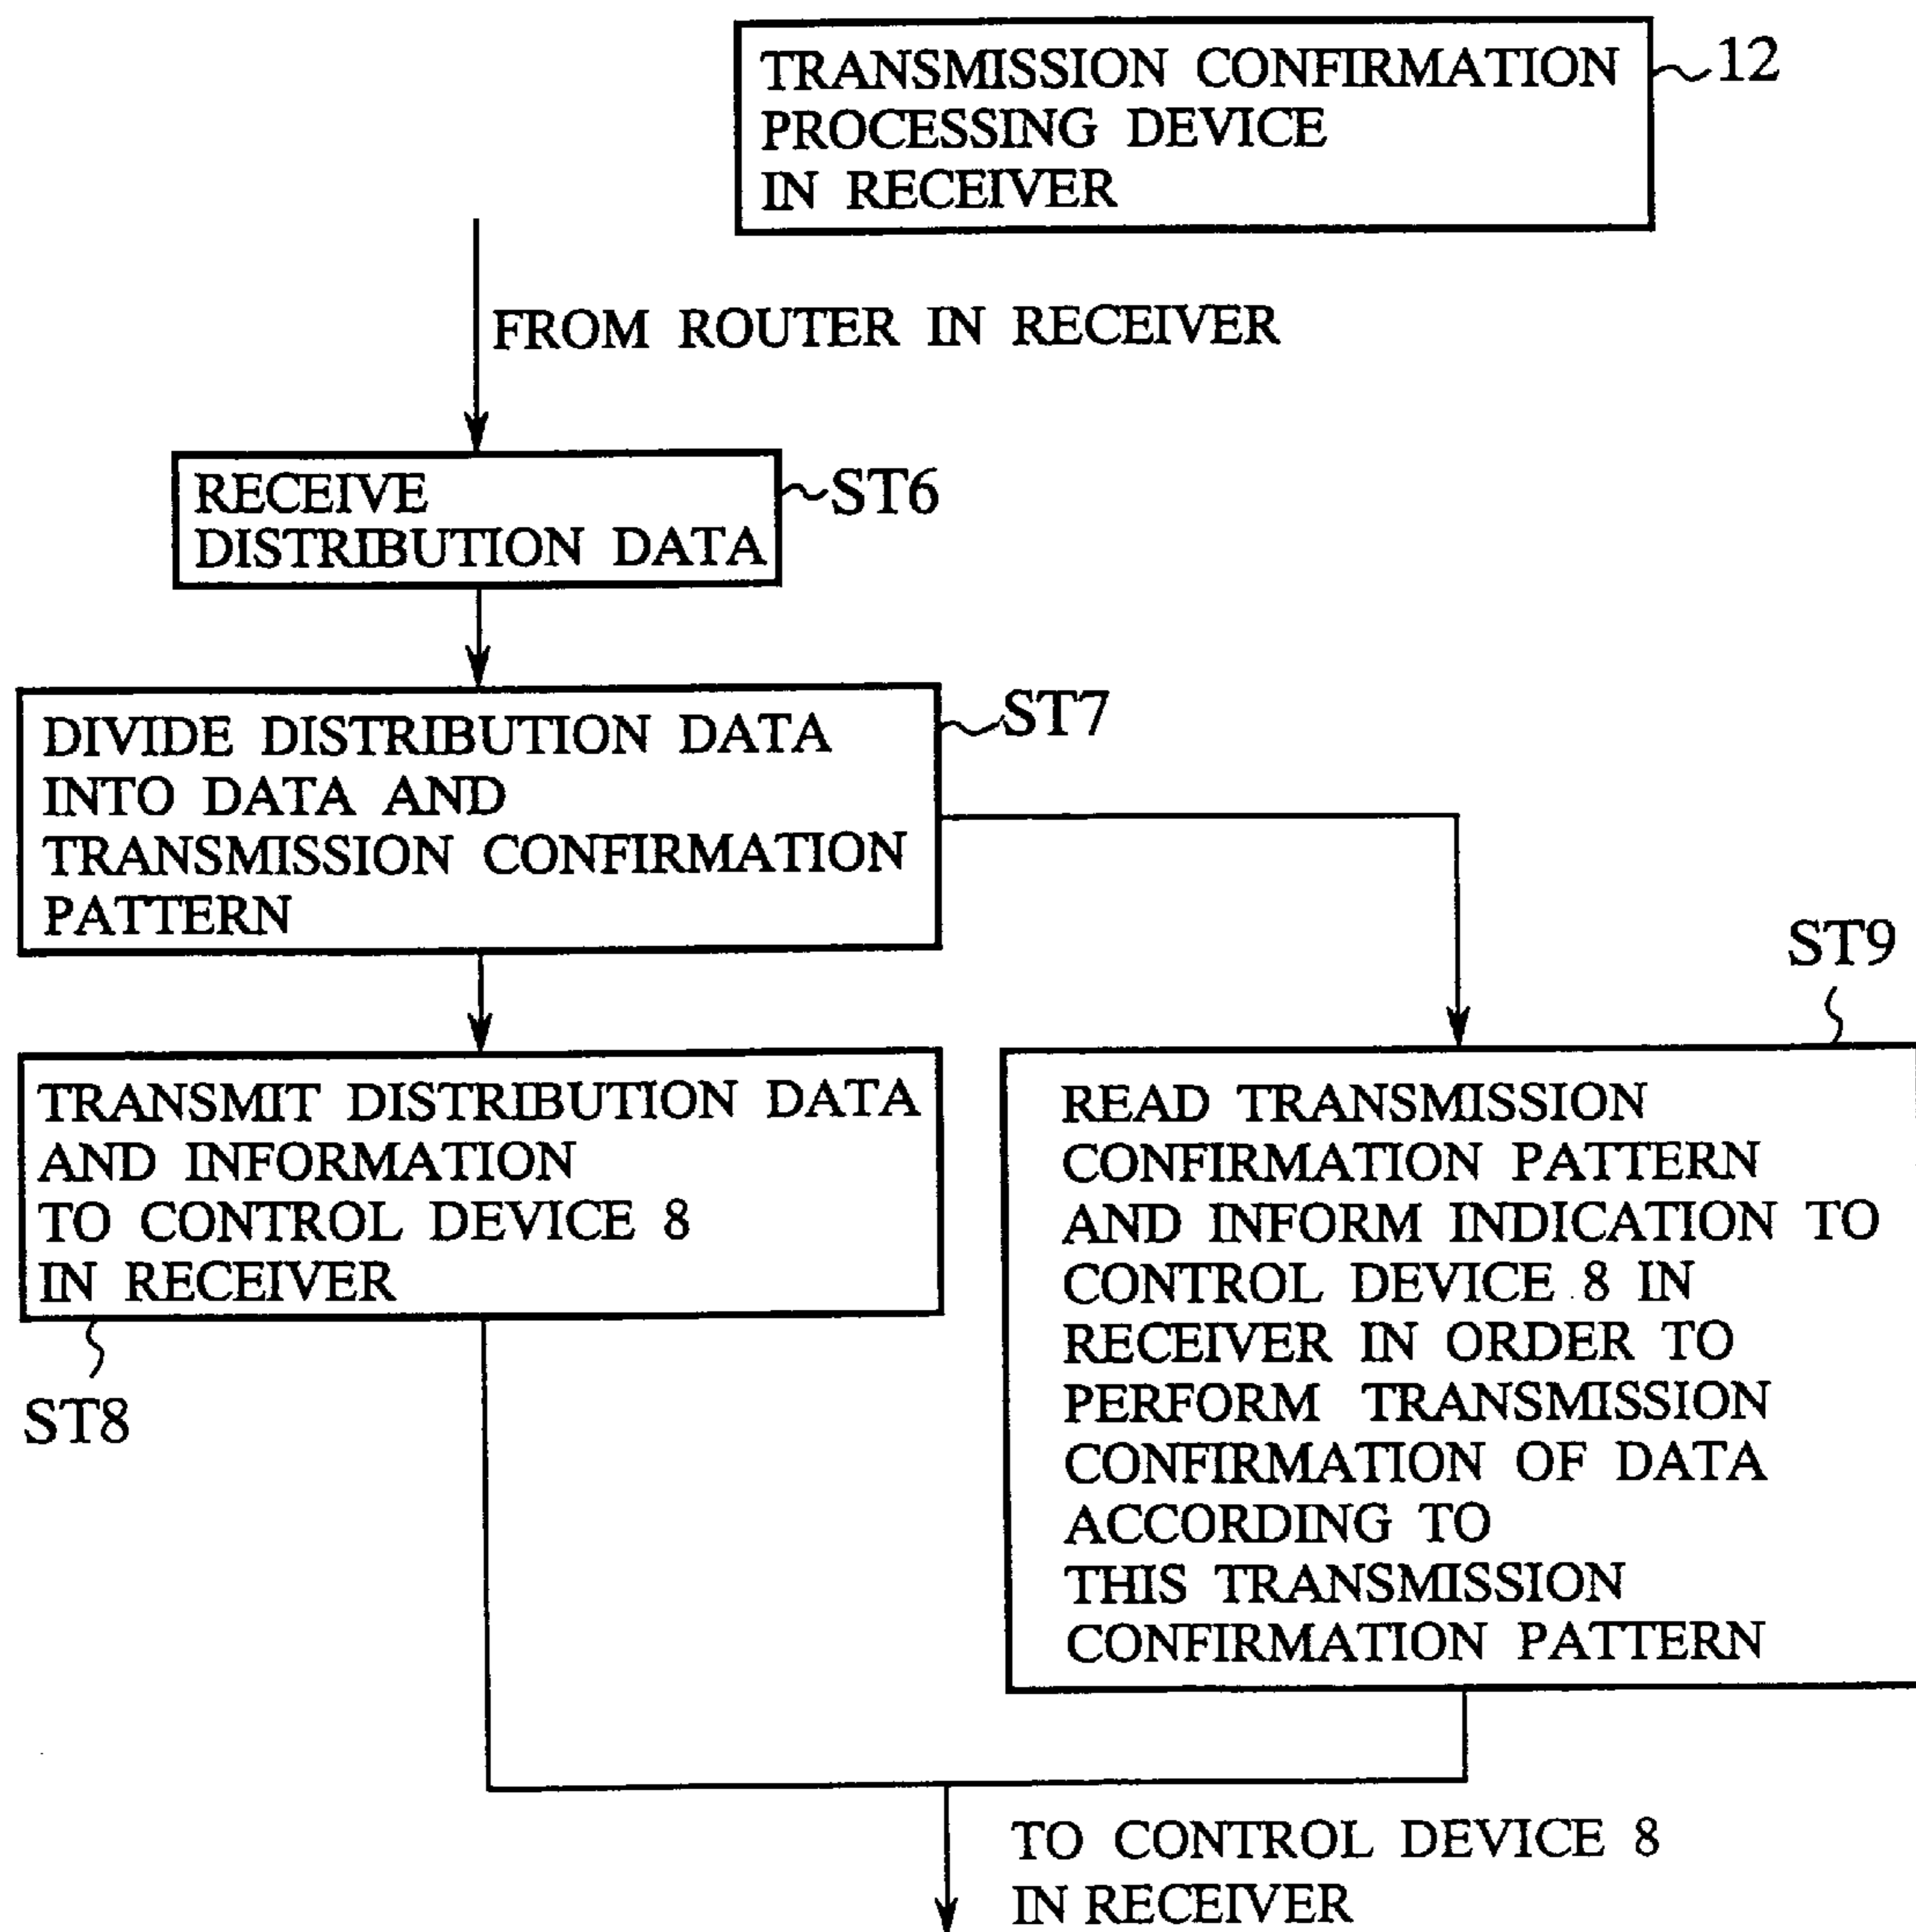 TRANSMISSION CONFIRMATION
PROCESSING DEVICE
IN RECEIVER
12
FROM ROUTER IN RECEIVER
RECEIVE
DISTRIBUTION DATA
ST6
DIVIDE DISTRIBUTION DATA
INTO DATA AND
TRANSMISSION CONFIRMATION
PATTERN
ST7
TRANSMIT DISTRIBUTION DATA
AND INFORMATION
TO CONTROL DEVICE 8
IN RECEIVER
ST8
ST9
READ TRANSMISSION
CONFIRMATION PATTERN
AND INFORM INDICATION TO
CONTROL DEVICE 8 IN
RECEIVER IN ORDER TO
PERFORM TRANSMISSION
CONFIRMATION OF DATA
ACCORDING TO
THIS TRANSMISSION
CONFIRMATION PATTERN
TO CONTROL DEVICE 8
IN RECEIVER